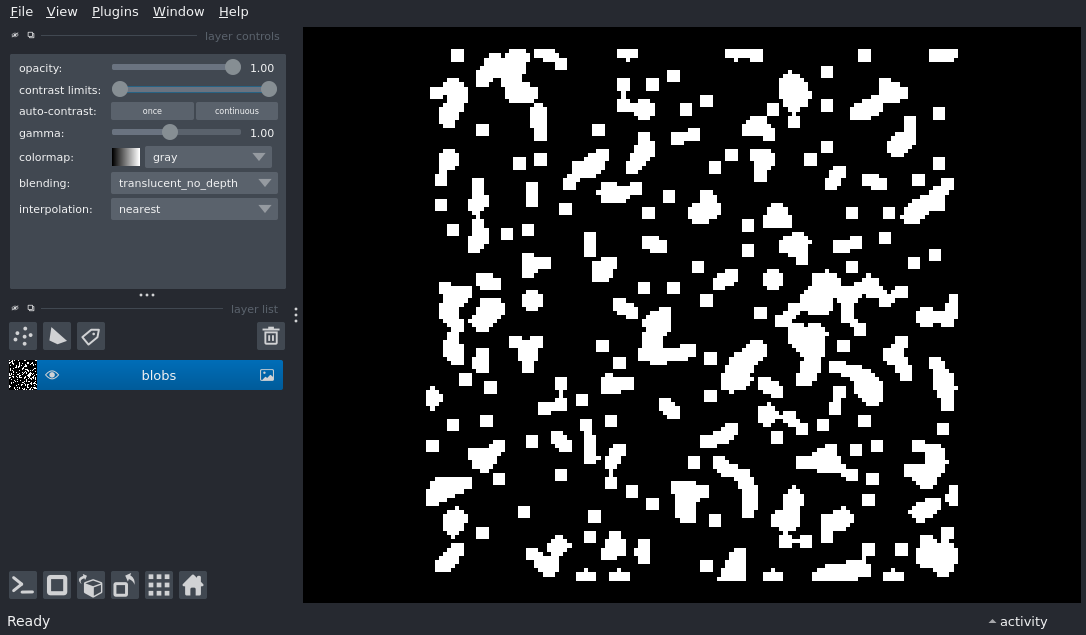 File View Plugins Window Help
layer controls
opacity: 1.00
contrast limits:
auto-contrast: once continuous
gamma: 1.00
colormap: gray
blending: translucent_no_depth
interpolation: nearest
layer list
blobs
Ready
activity